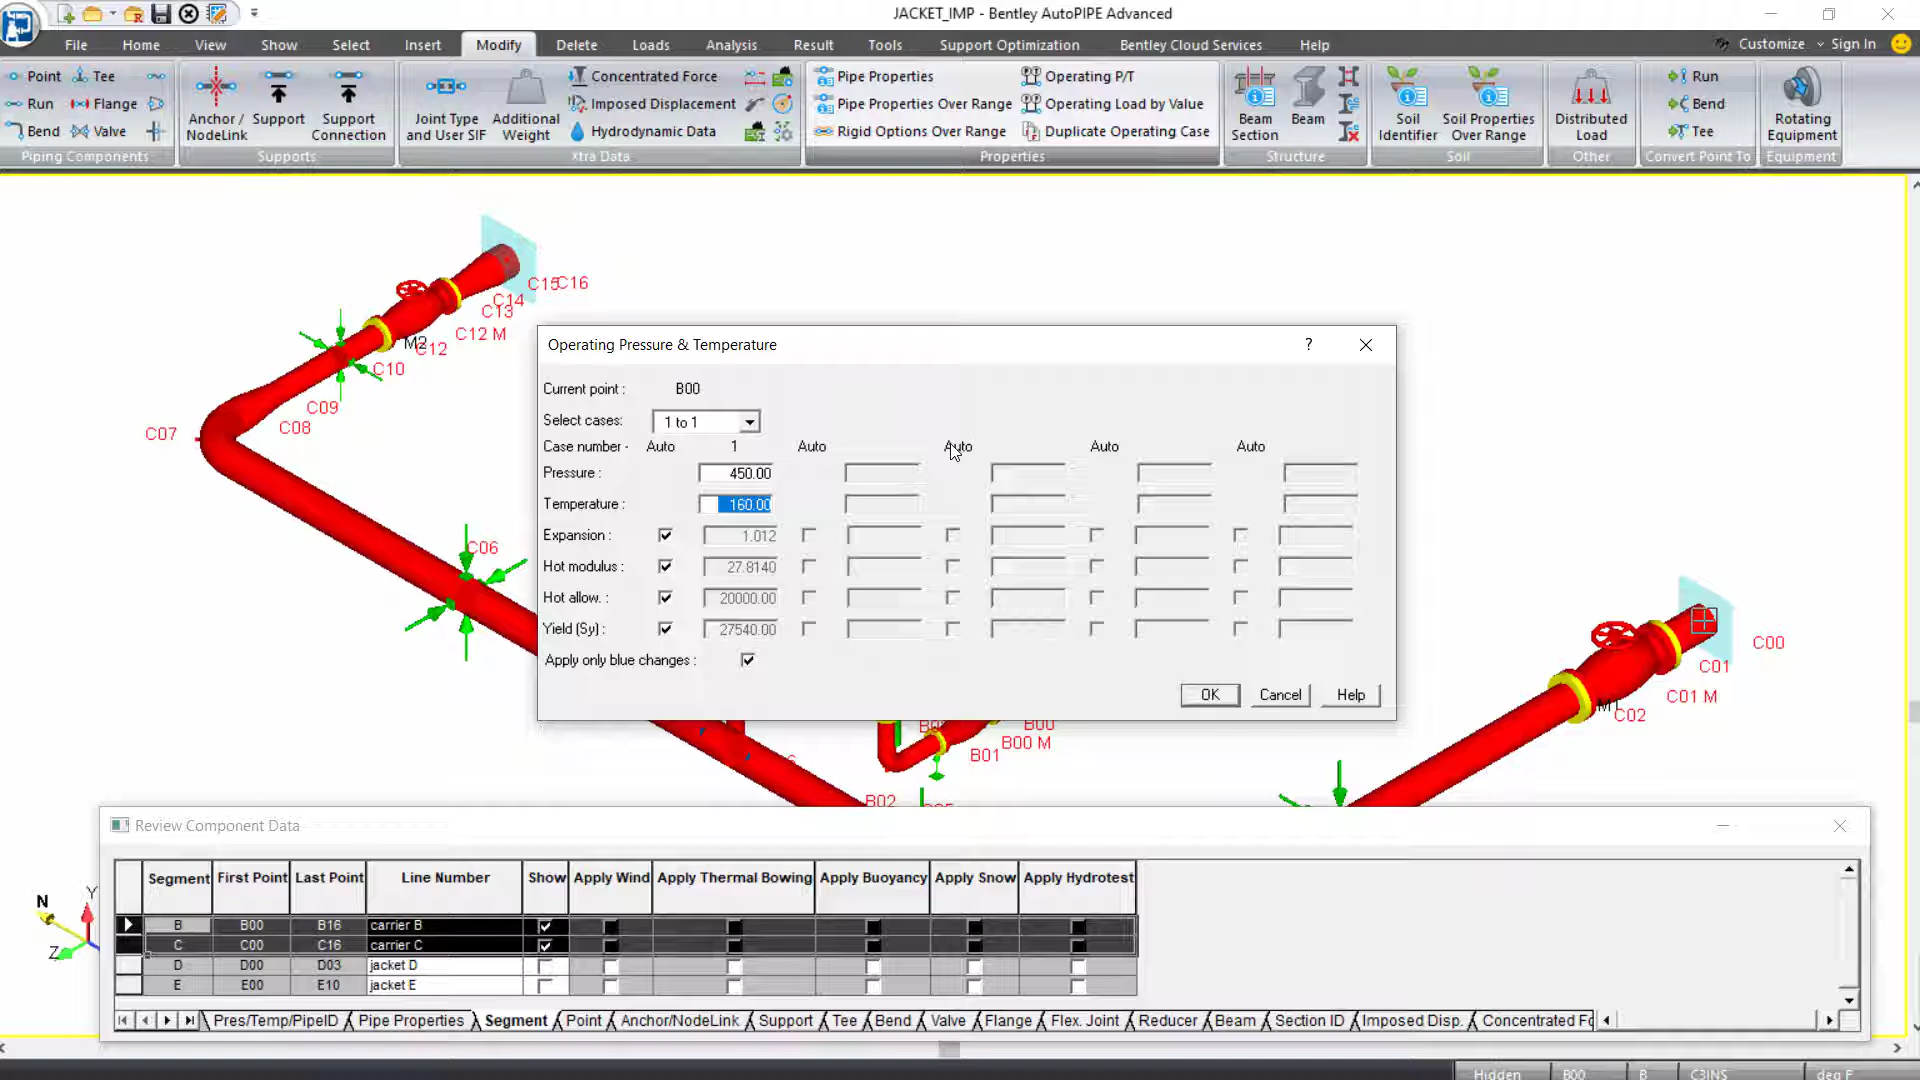 JACKET_IMP - Bentley AutoPIPE Advanced
File Home View Show Select Insert Modify Delete Loads Analysis Result Tools Support Optimization Bentley Cloud Services Help Customize Sign In
Point Tee
Run Flange
Bend Valve
Piping Components
Anchor / NodeLink
Support
Support Connection
Supports
Joint Type and User SIF
Additional Weight
Concentrated Force
Imposed Displacement
Hydrodynamic Data
Xtra Data
Pipe Properties
Pipe Properties Over Range
Rigid Options Over Range
Operating P/T
Operating Load by Value
Duplicate Operating Case
Properties
Beam Section
Beam
Structure
Soil Identifier
Soil Properties Over Range
Soil
Distributed Load
Other
Run
Bend
Tee
Convert Point To
Rotating Equipment
Equipment
C15 C16
C14
C13
C12 M
M2
C12
C10
C09
C08
C07
C06
Operating Pressure & Temperature
?
Current point : B00
Select cases: 1 to 1
Case number - Auto 1 Auto Auto Auto Auto
Pressure : 450.00
Temperature : 160.00
Expansion : 1.012
Hot modulus : 27.8140
Hot allow. : 20000.00
Yield (Sy) : 27540.00
Apply only blue changes :
OK Cancel Help
C00
C01
C01 M
M1
C02
B00
B00 M
B01
B02
N
Y
Z
Review Component Data
Segment First Point Last Point Line Number Show Apply Wind Apply Thermal Bowing Apply Buoyancy Apply Snow Apply Hydrotest
B B00 B16 carrier B
C C00 C16 carrier C
D D00 D03 jacket D
E E00 E10 jacket E
Pres/Temp/PipeID Pipe Properties Segment Point Anchor/NodeLink Support Tee Bend Valve Flange Flex. Joint Reducer Beam Section ID Imposed Disp. Concentrated Fo
Hidden B00 B C3INS deg F